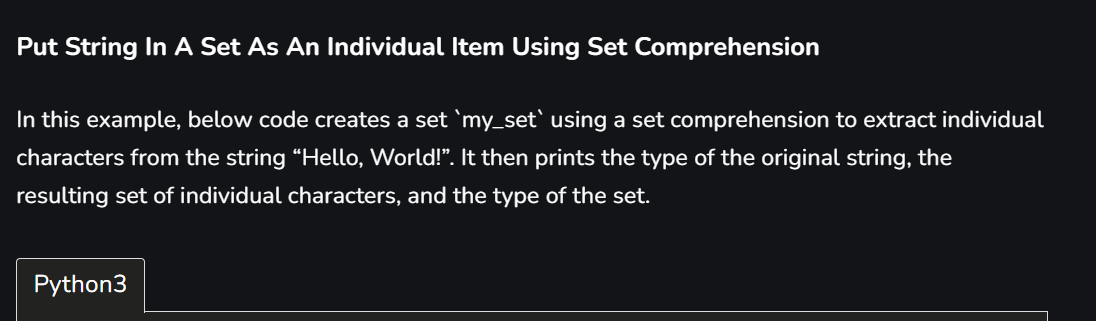 Put String In A Set As An Individual Item Using Set Comprehension
In this example, below code creates a set `my_set` using a set comprehension to extract individual
characters from the string “Hello, World!”. It then prints the type of the original string, the
resulting set of individual characters, and the type of the set.
Python3